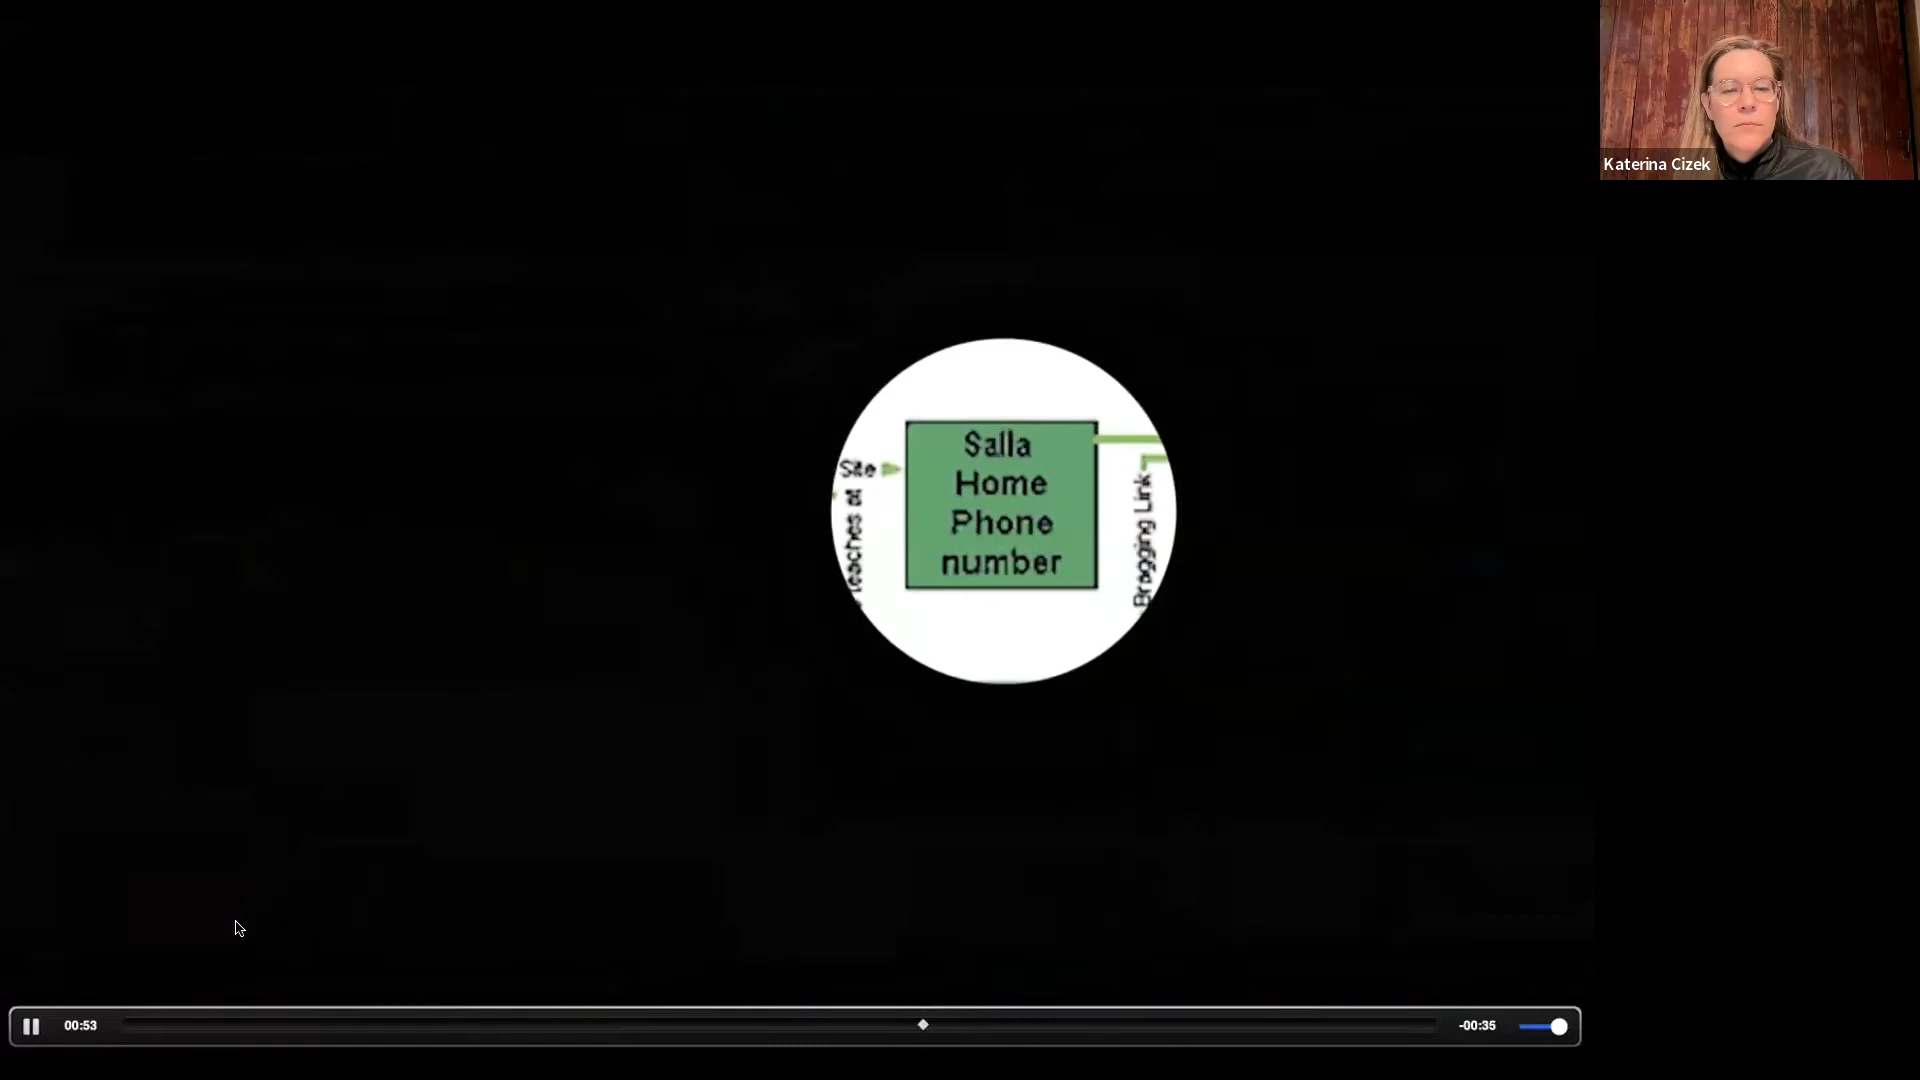 Katerina Cizek
Salla
Home
Phone
number
Site
teaches at
Bragging Link
00:53
-00:35